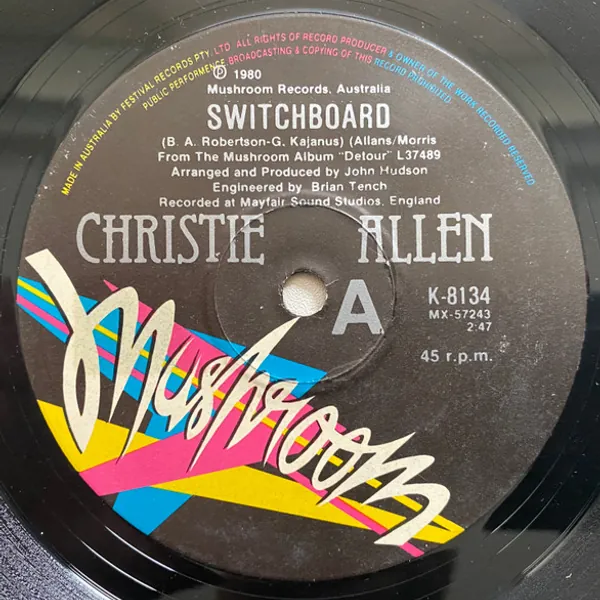 MADE IN AUSTRALIA BY FESTIVAL RECORDS PTY. LTD. ALL RIGHTS OF RECORD PRODUCER & OWNER OF THE WORK RECORDED RESERVED
PUBLIC PERFORMENCE, BROADCASTING & COPYING OF THIS RECORD PROHIBITED
℗ 1980
Mushroom Records, Australia
SWITCHBOARD
(B. A. Robertson-G. Kajanus) (Allans/Morris
From The Mushroom Album "Detour" L37489
Arranged and Produced by John Hudson
Engineered by Brian Tench
Recorded at Mayfair Sound Studios, England
CHRISTIE ALLEN
A
K-8134
MX-57243
2:47
45 r.p.m.
Mushroom